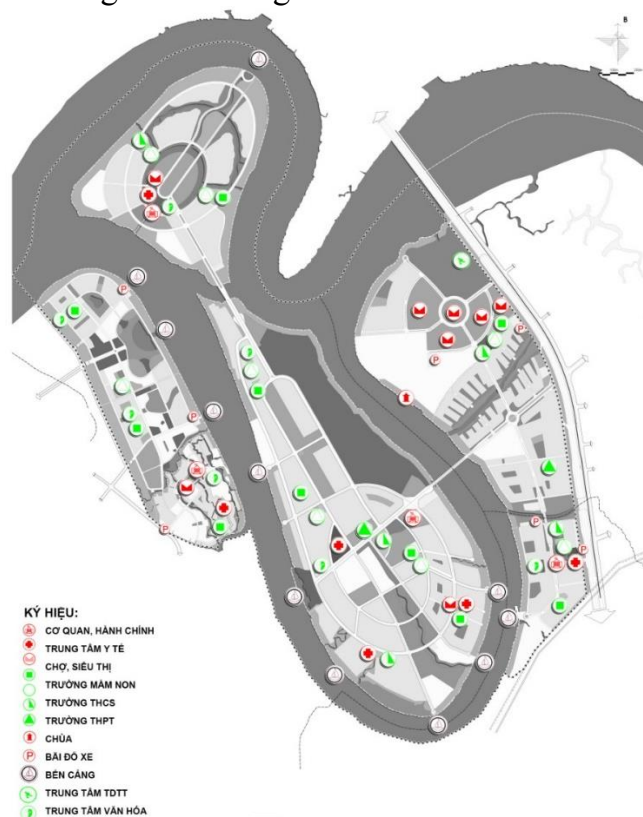 B
KÝ HIỆU:
CƠ QUAN, HÀNH CHÍNH
TRUNG TÂM Y TẾ
CHỢ, SIÊU THỊ
TRƯỜNG MẦM NON
TRƯỜNG THCS
TRƯỜNG THPT
CHÙA
P BÃI ĐỖ XE
BẾN CẢNG
TRUNG TÂM TDTT
TRUNG TÂM VĂN HÓA